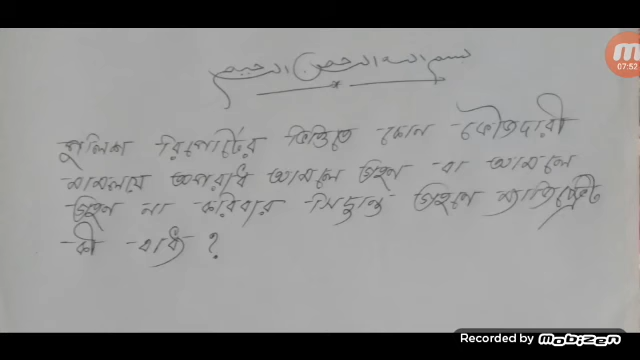 بسم الله الرحمن الرحيم
07:52
পুলিশ রিপোর্টের ভিত্তিতে কোন ফৌজদারী
মামলায় অপরাধ আমলে গ্রহণ বা আমলে
গ্রহণ না করিবার সিদ্ধান্ত গ্রহণে ম্যাজিস্ট্রেট
কী বাধ্য ?
Recorded by MOBIZEN